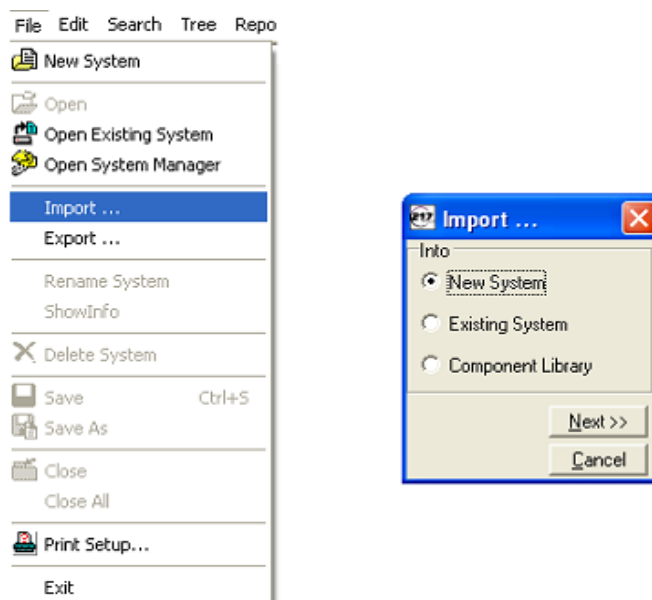 File Edit Search Tree Repo
New System
Open
Open Existing System
Open System Manager
Import ...
Export ...
Rename System
ShowInfo
Delete System
Save Ctrl+S
Save As
Close
Close All
Print Setup...
Exit
217 Import ...
Into
New System
Existing System
Component Library
Next >>
Cancel